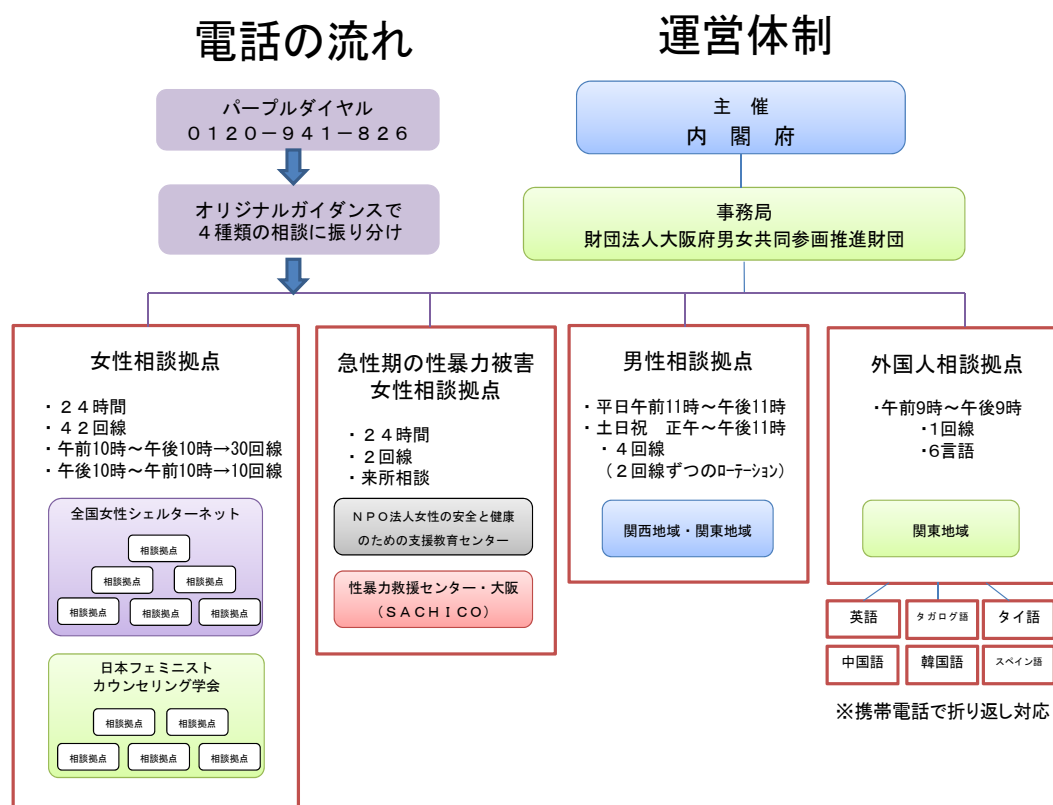 電話の流れ
運営体制
パープルダイヤル
０１２０－９４１－８２６
オリジナルガイダンスで
４種類の相談に振り分け
主　催
内　閣　府
事務局
財団法人大阪府男女共同参画推進財団
女性相談拠点
・２４時間
・４２回線
・午前10時～午後10時→30回線
・午後10時～午前10時→10回線
全国女性シェルターネット
相談拠点
相談拠点
相談拠点
相談拠点
相談拠点
相談拠点
日本フェミニスト
カウンセリング学会
相談拠点
相談拠点
相談拠点
相談拠点
相談拠点
急性期の性暴力被害
女性相談拠点
・２４時間
・２回線
・来所相談
ＮＰＯ法人女性の安全と健康
のための支援教育センター
性暴力救援センター・大阪
（ＳＡＣＨＩＣＯ）
男性相談拠点
・平日午前11時～午後11時
・土日祝　正午～午後11時
・４回線
（２回線ずつのﾛｰﾃｰｼｮﾝ）
関西地域・関東地域
外国人相談拠点
・午前9時～午後9時
・1回線
・6言語
関東地域
英語
タガログ語
タイ語
中国語
韓国語
スペイン語
※携帯電話で折り返し対応